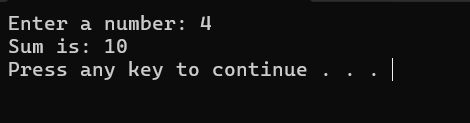 Enter a number: 4
Sum is: 10
Press any key to continue . . .